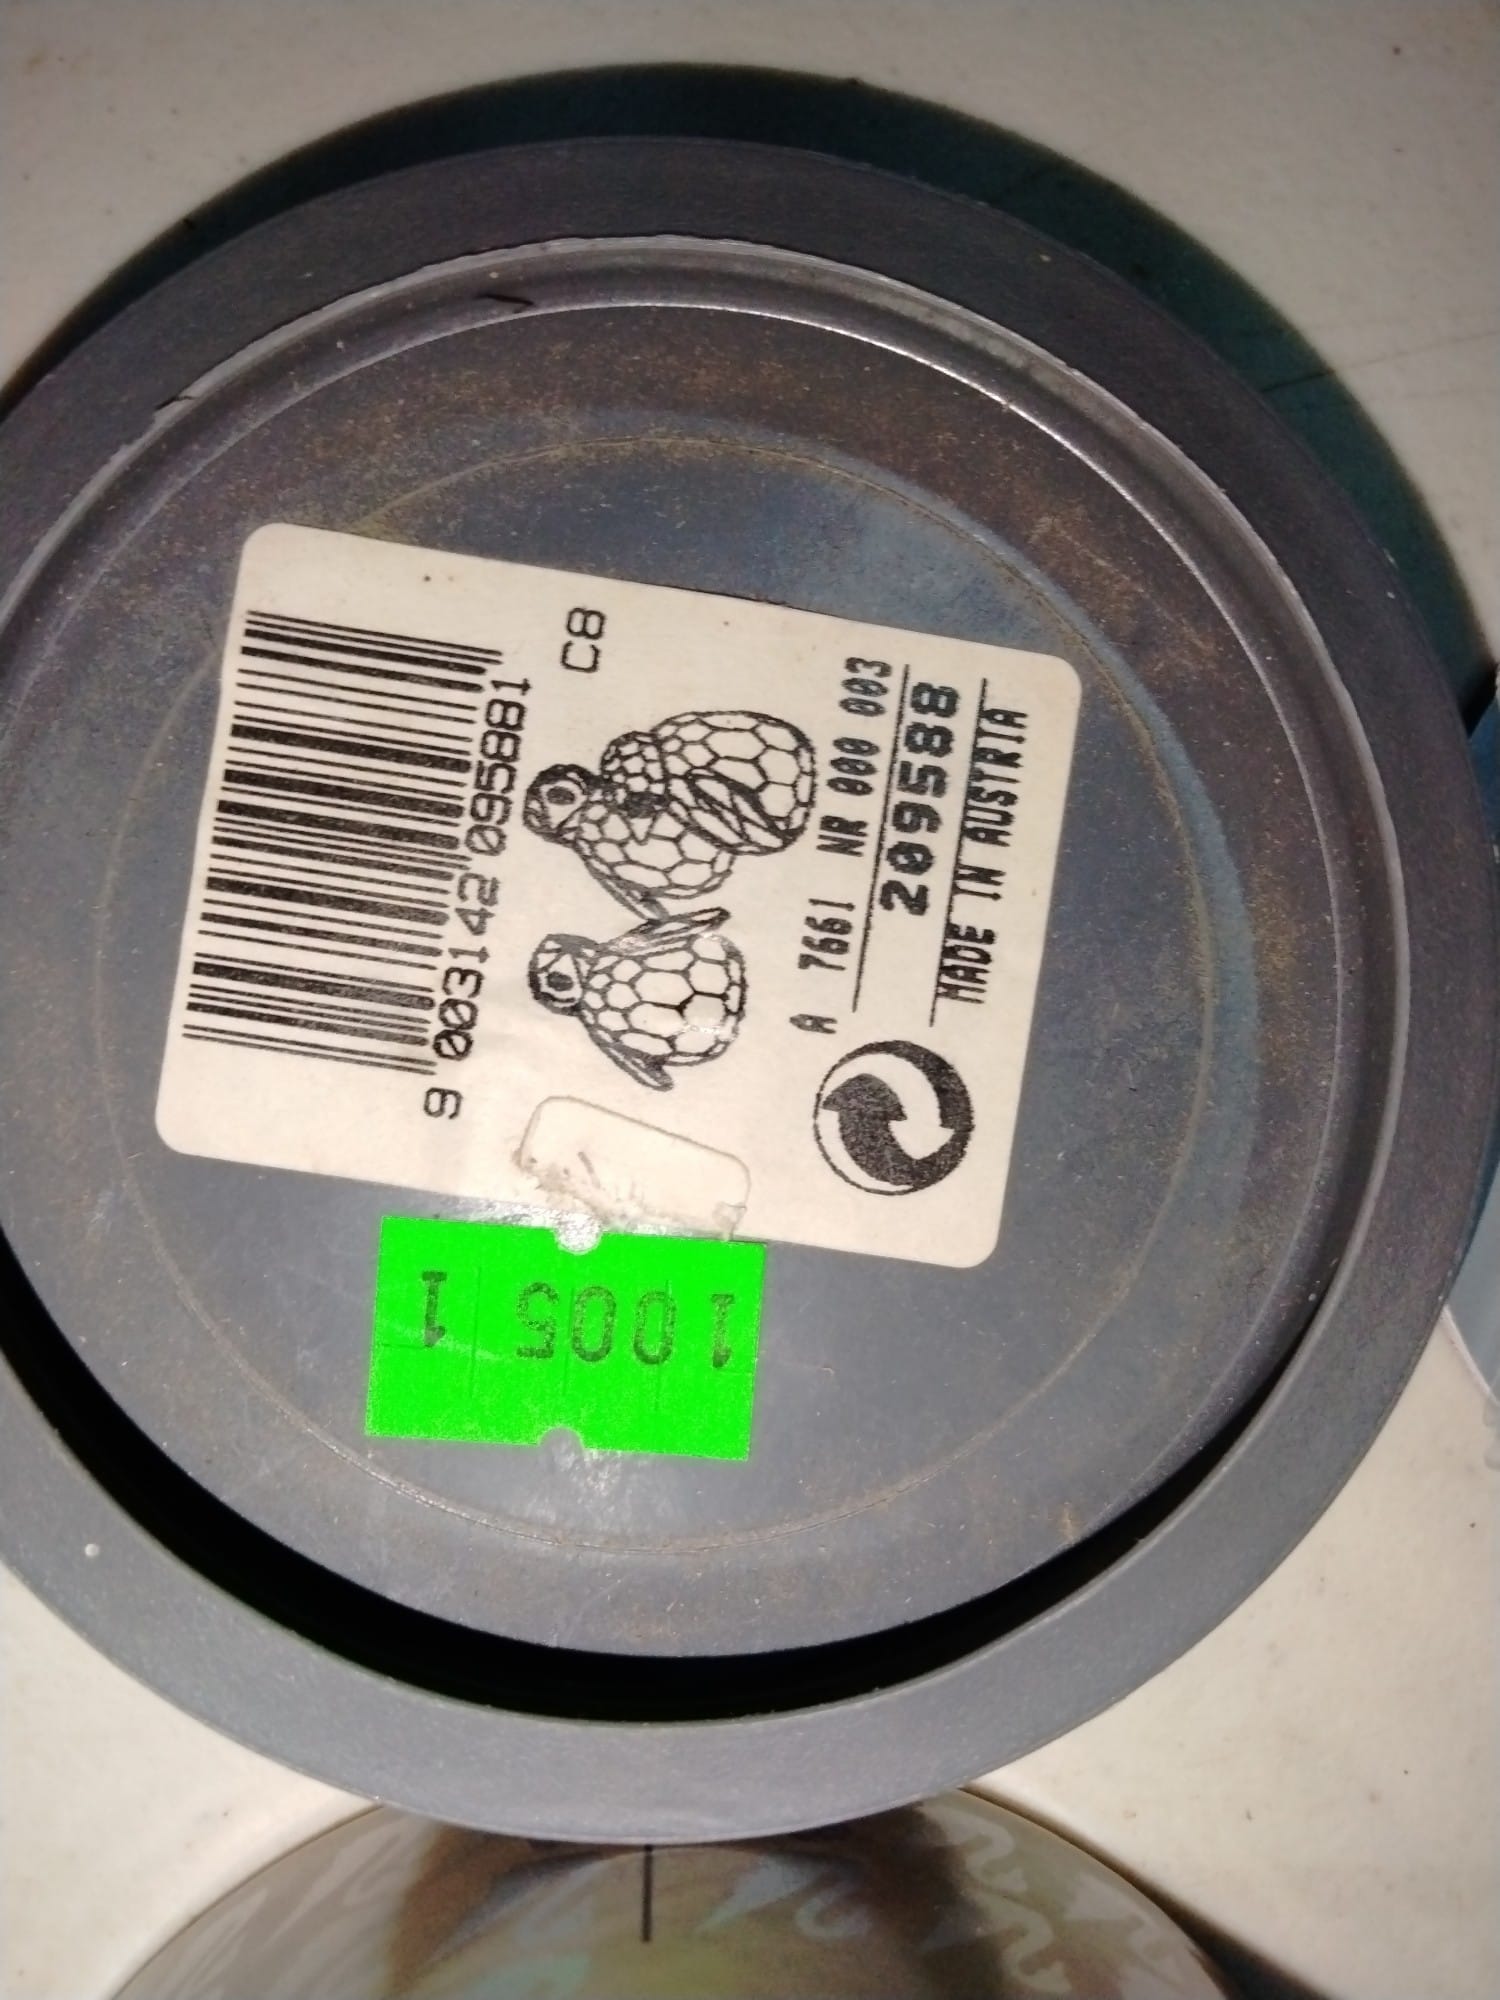 C8
9 003142 095881
A 7661 NR 000 003
209588
MADE IN AUSTRIA
1005 1